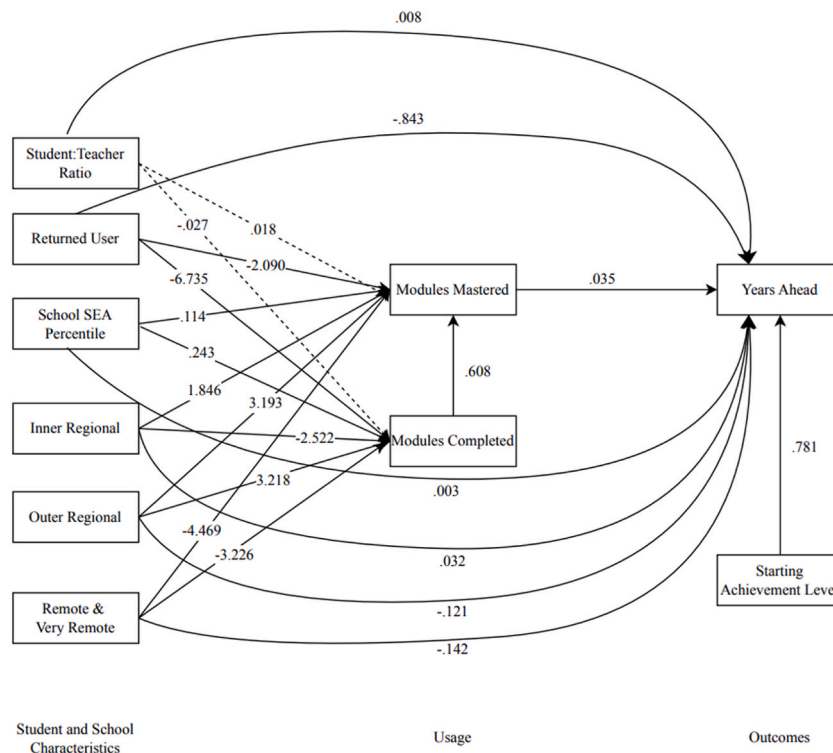 .008
-.843
Student:Teacher
Ratio
-.027
.018
Returned User
-2.090
-6.735
Modules Mastered
.035
Years Ahead
School SEA
Percentile
.114
.243
.608
1.846
3.193
Inner Regional
-2.522
Modules Completed
.781
3.218
.003
Outer Regional
-4.469
-3.226
.032
Starting
Achievement Level
Remote &
Very Remote
-.121
-.142
Student and School
Characteristics
Usage
Outcomes